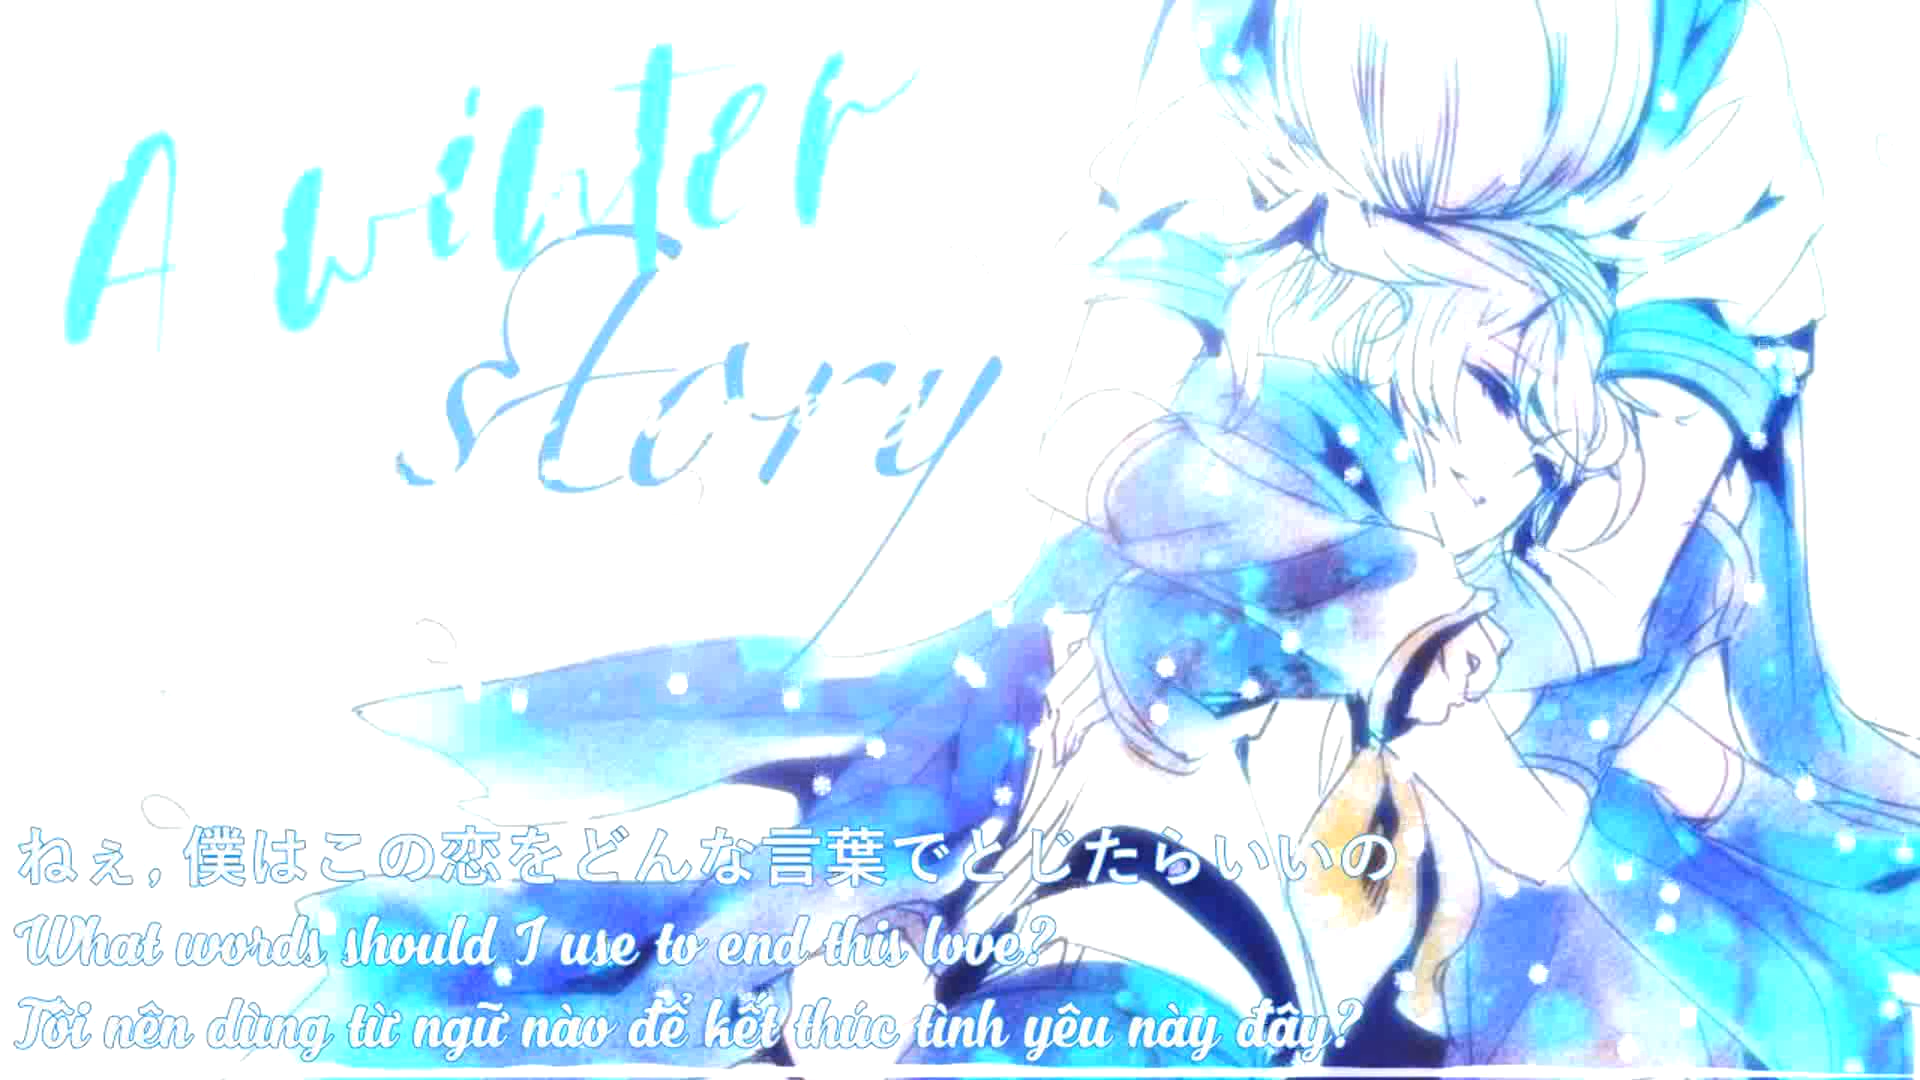 A winter
story
ねぇ, 僕はこの恋をどんな言葉でとじたらいいの
What words should I use to end this love?
Tôi nên dùng từ ngữ nào để kết thúc tình yêu này đây?